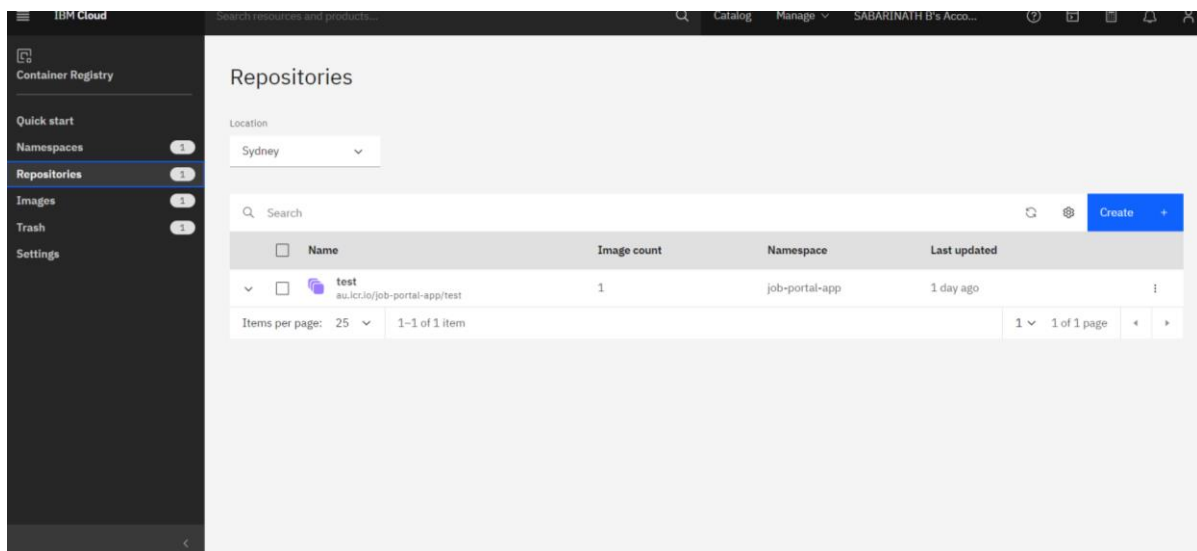 IBM Cloud
Search resources and products...
Catalog
Manage
SABARINATH B's Acco...
Container Registry
Quick start
Namespaces 1
Repositories 1
Images 1
Trash 1
Settings
Repositories
Location
Sydney
Search
Create +
Name Image count Namespace Last updated
test
au.icr.io/job-portal-app/test
1 job-portal-app 1 day ago
Items per page: 25 1–1 of 1 item 1 1 of 1 page